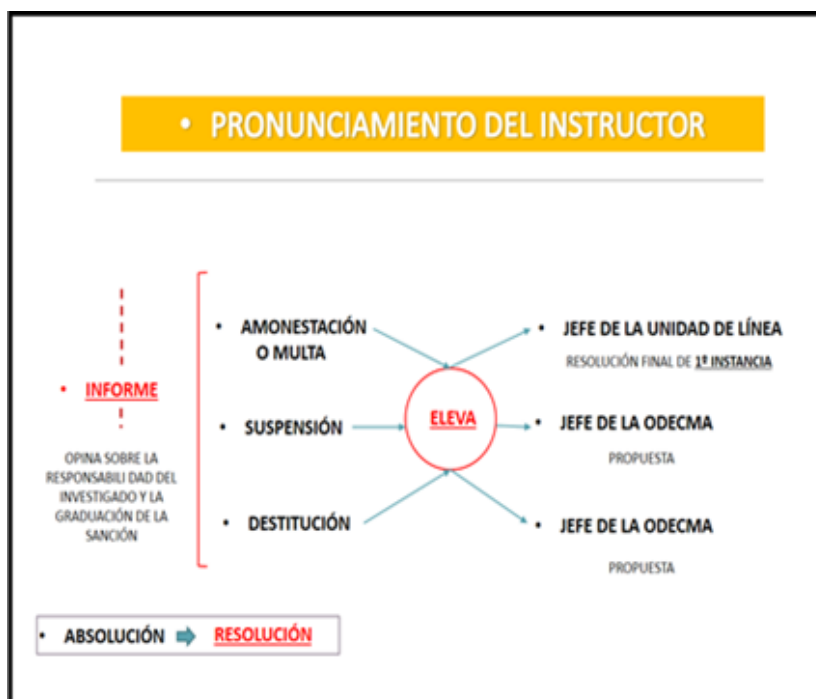 • PRONUNCIAMIENTO DEL INSTRUCTOR
• INFORME
OPINA SOBRE LA
RESPONSABILI DAD DEL
INVESTIGADO Y LA
GRADUACIÓN DE LA
SANCIÓN
• AMONESTACIÓN
O MULTA
• SUSPENSIÓN
• DESTITUCIÓN
ELEVA
• JEFE DE LA UNIDAD DE LÍNEA
RESOLUCIÓN FINAL DE 1ª INSTANCIA
• JEFE DE LA ODECMA
PROPUESTA
• JEFE DE LA ODECMA
PROPUESTA
• ABSOLUCIÓN RESOLUCIÓN